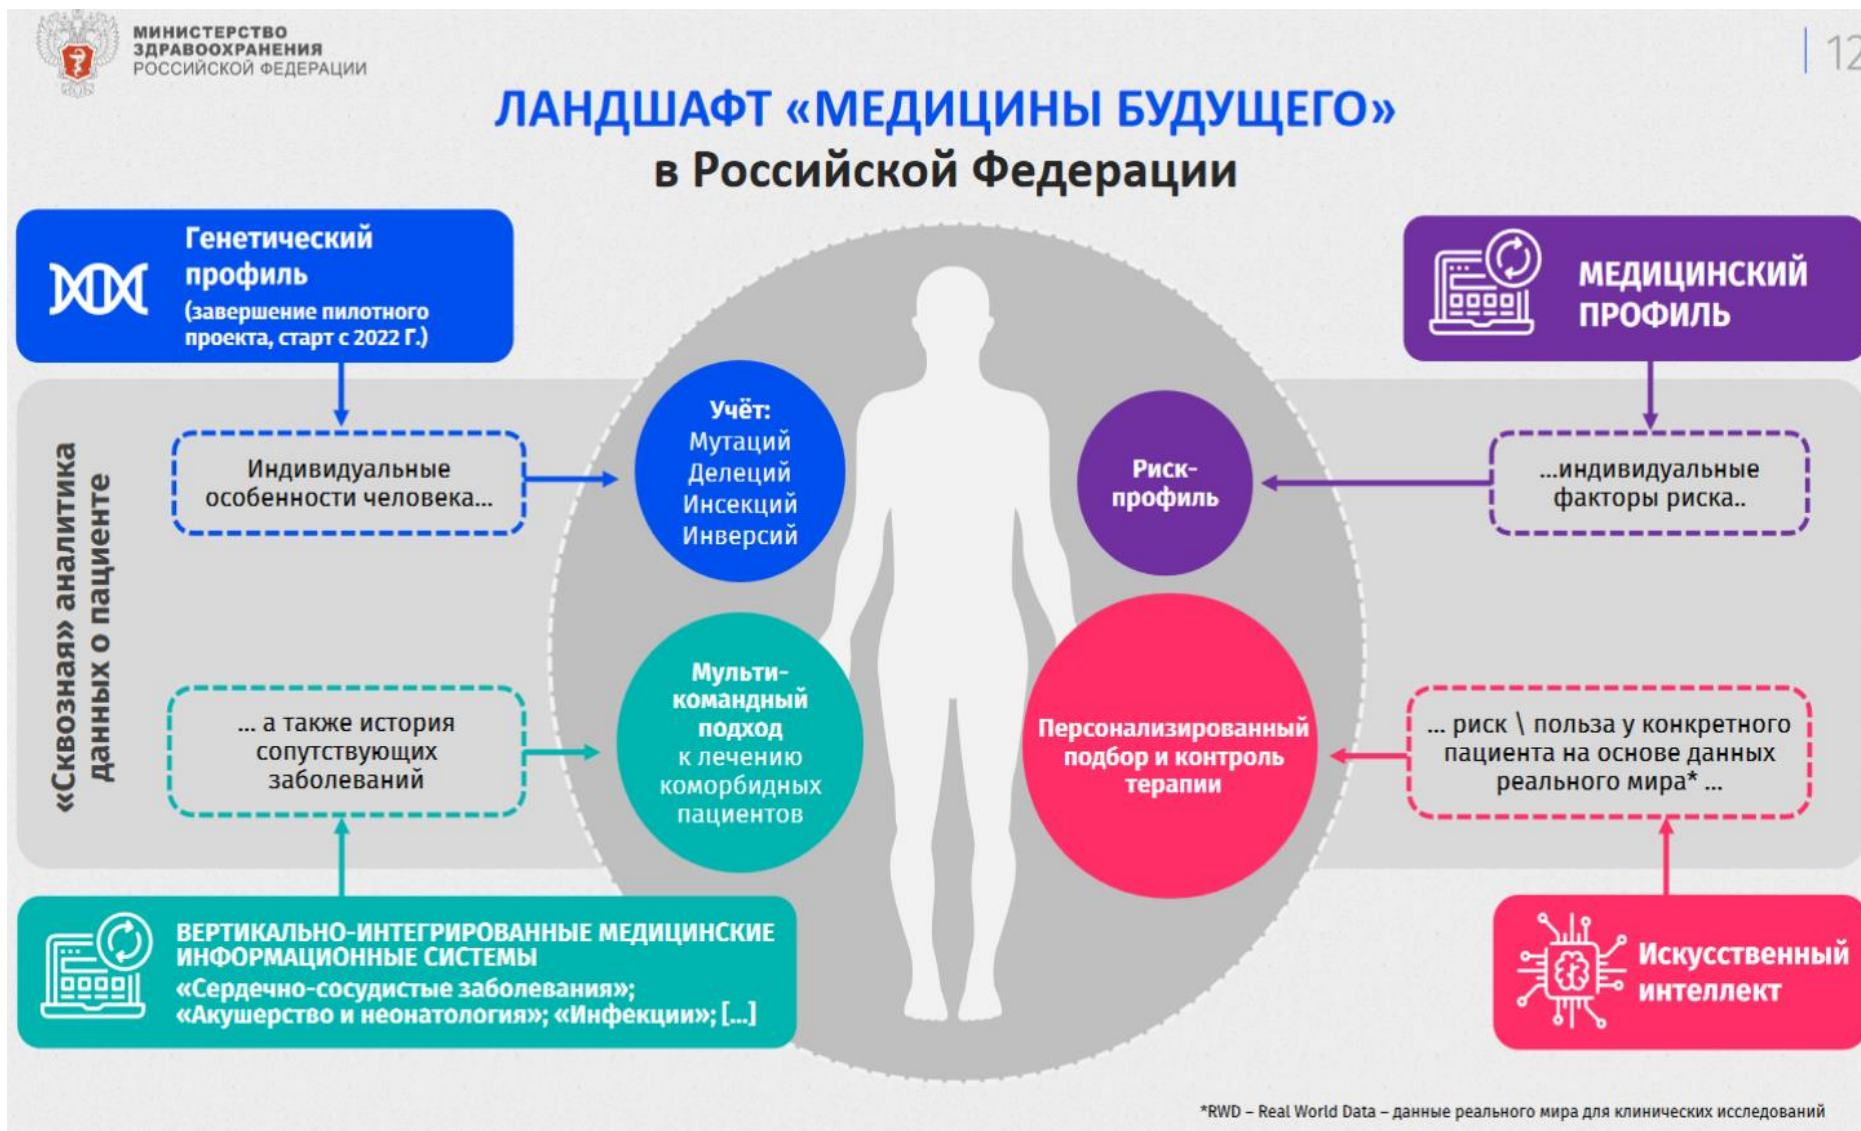 МИНИСТЕРСТВО
ЗДРАВООХРАНЕНИЯ
РОССИЙСКОЙ ФЕДЕРАЦИИ
12
ЛАНДШАФТ «МЕДИЦИНЫ БУДУЩЕГО»
в Российской Федерации
Генетический
профиль
(завершение пилотного
проекта, старт с 2022 Г.)
МЕДИЦИНСКИЙ
ПРОФИЛЬ
«Сквозная» аналитика
данных о пациенте
Индивидуальные
особенности человека...
Учёт:
Мутаций
Делеций
Инсекций
Инверсий
Риск-
профиль
...индивидуальные
факторы риска..
... а также история
сопутствующих
заболеваний
Мульти-
командный
подход
к лечению
коморбидных
пациентов
Персонализированный
подбор и контроль
терапии
... риск \ польза у конкретного
пациента на основе данных
реального мира* ...
ВЕРТИКАЛЬНО-ИНТЕГРИРОВАННЫЕ МЕДИЦИНСКИЕ
ИНФОРМАЦИОННЫЕ СИСТЕМЫ
«Сердечно-сосудистые заболевания»;
«Акушерство и неонатология»; «Инфекции»; [...]
Искусственный
интеллект
*RWD – Real World Data – данные реального мира для клинических исследований